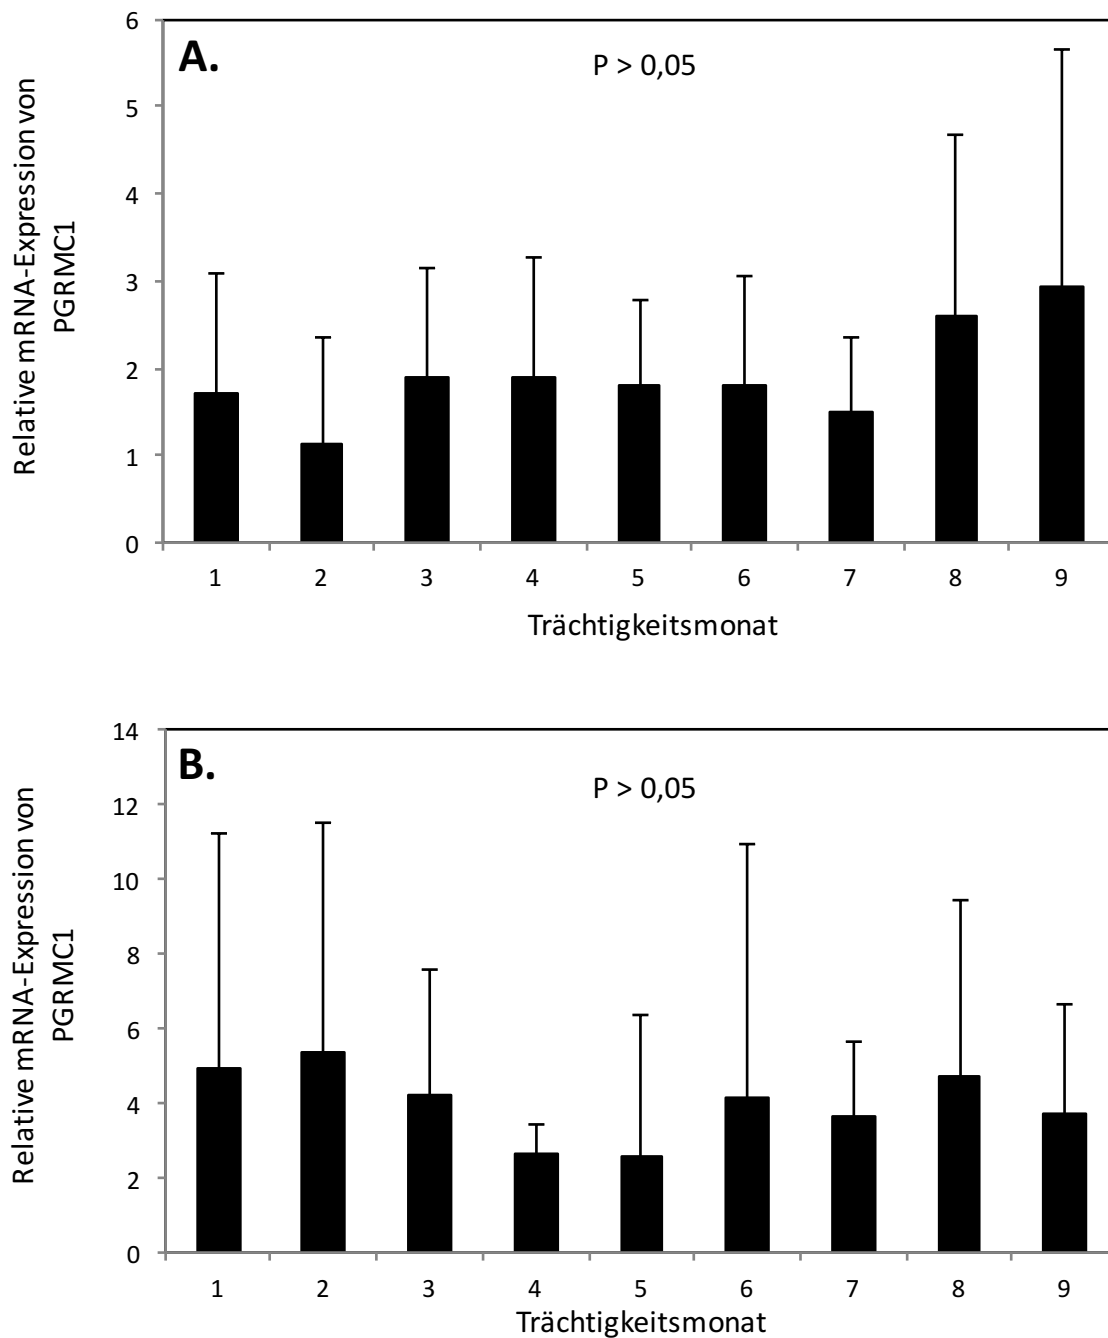 A.
P > 0,05
Relative mRNA-Expression von
PGRMC1
6
5
4
3
2
1
0
1 2 3 4 5 6 7 8 9
Trächtigkeitsmonat
B.
P > 0,05
Relative mRNA-Expression von
PGRMC1
14
12
10
8
6
4
2
0
1 2 3 4 5 6 7 8 9
Trächtigkeitsmonat